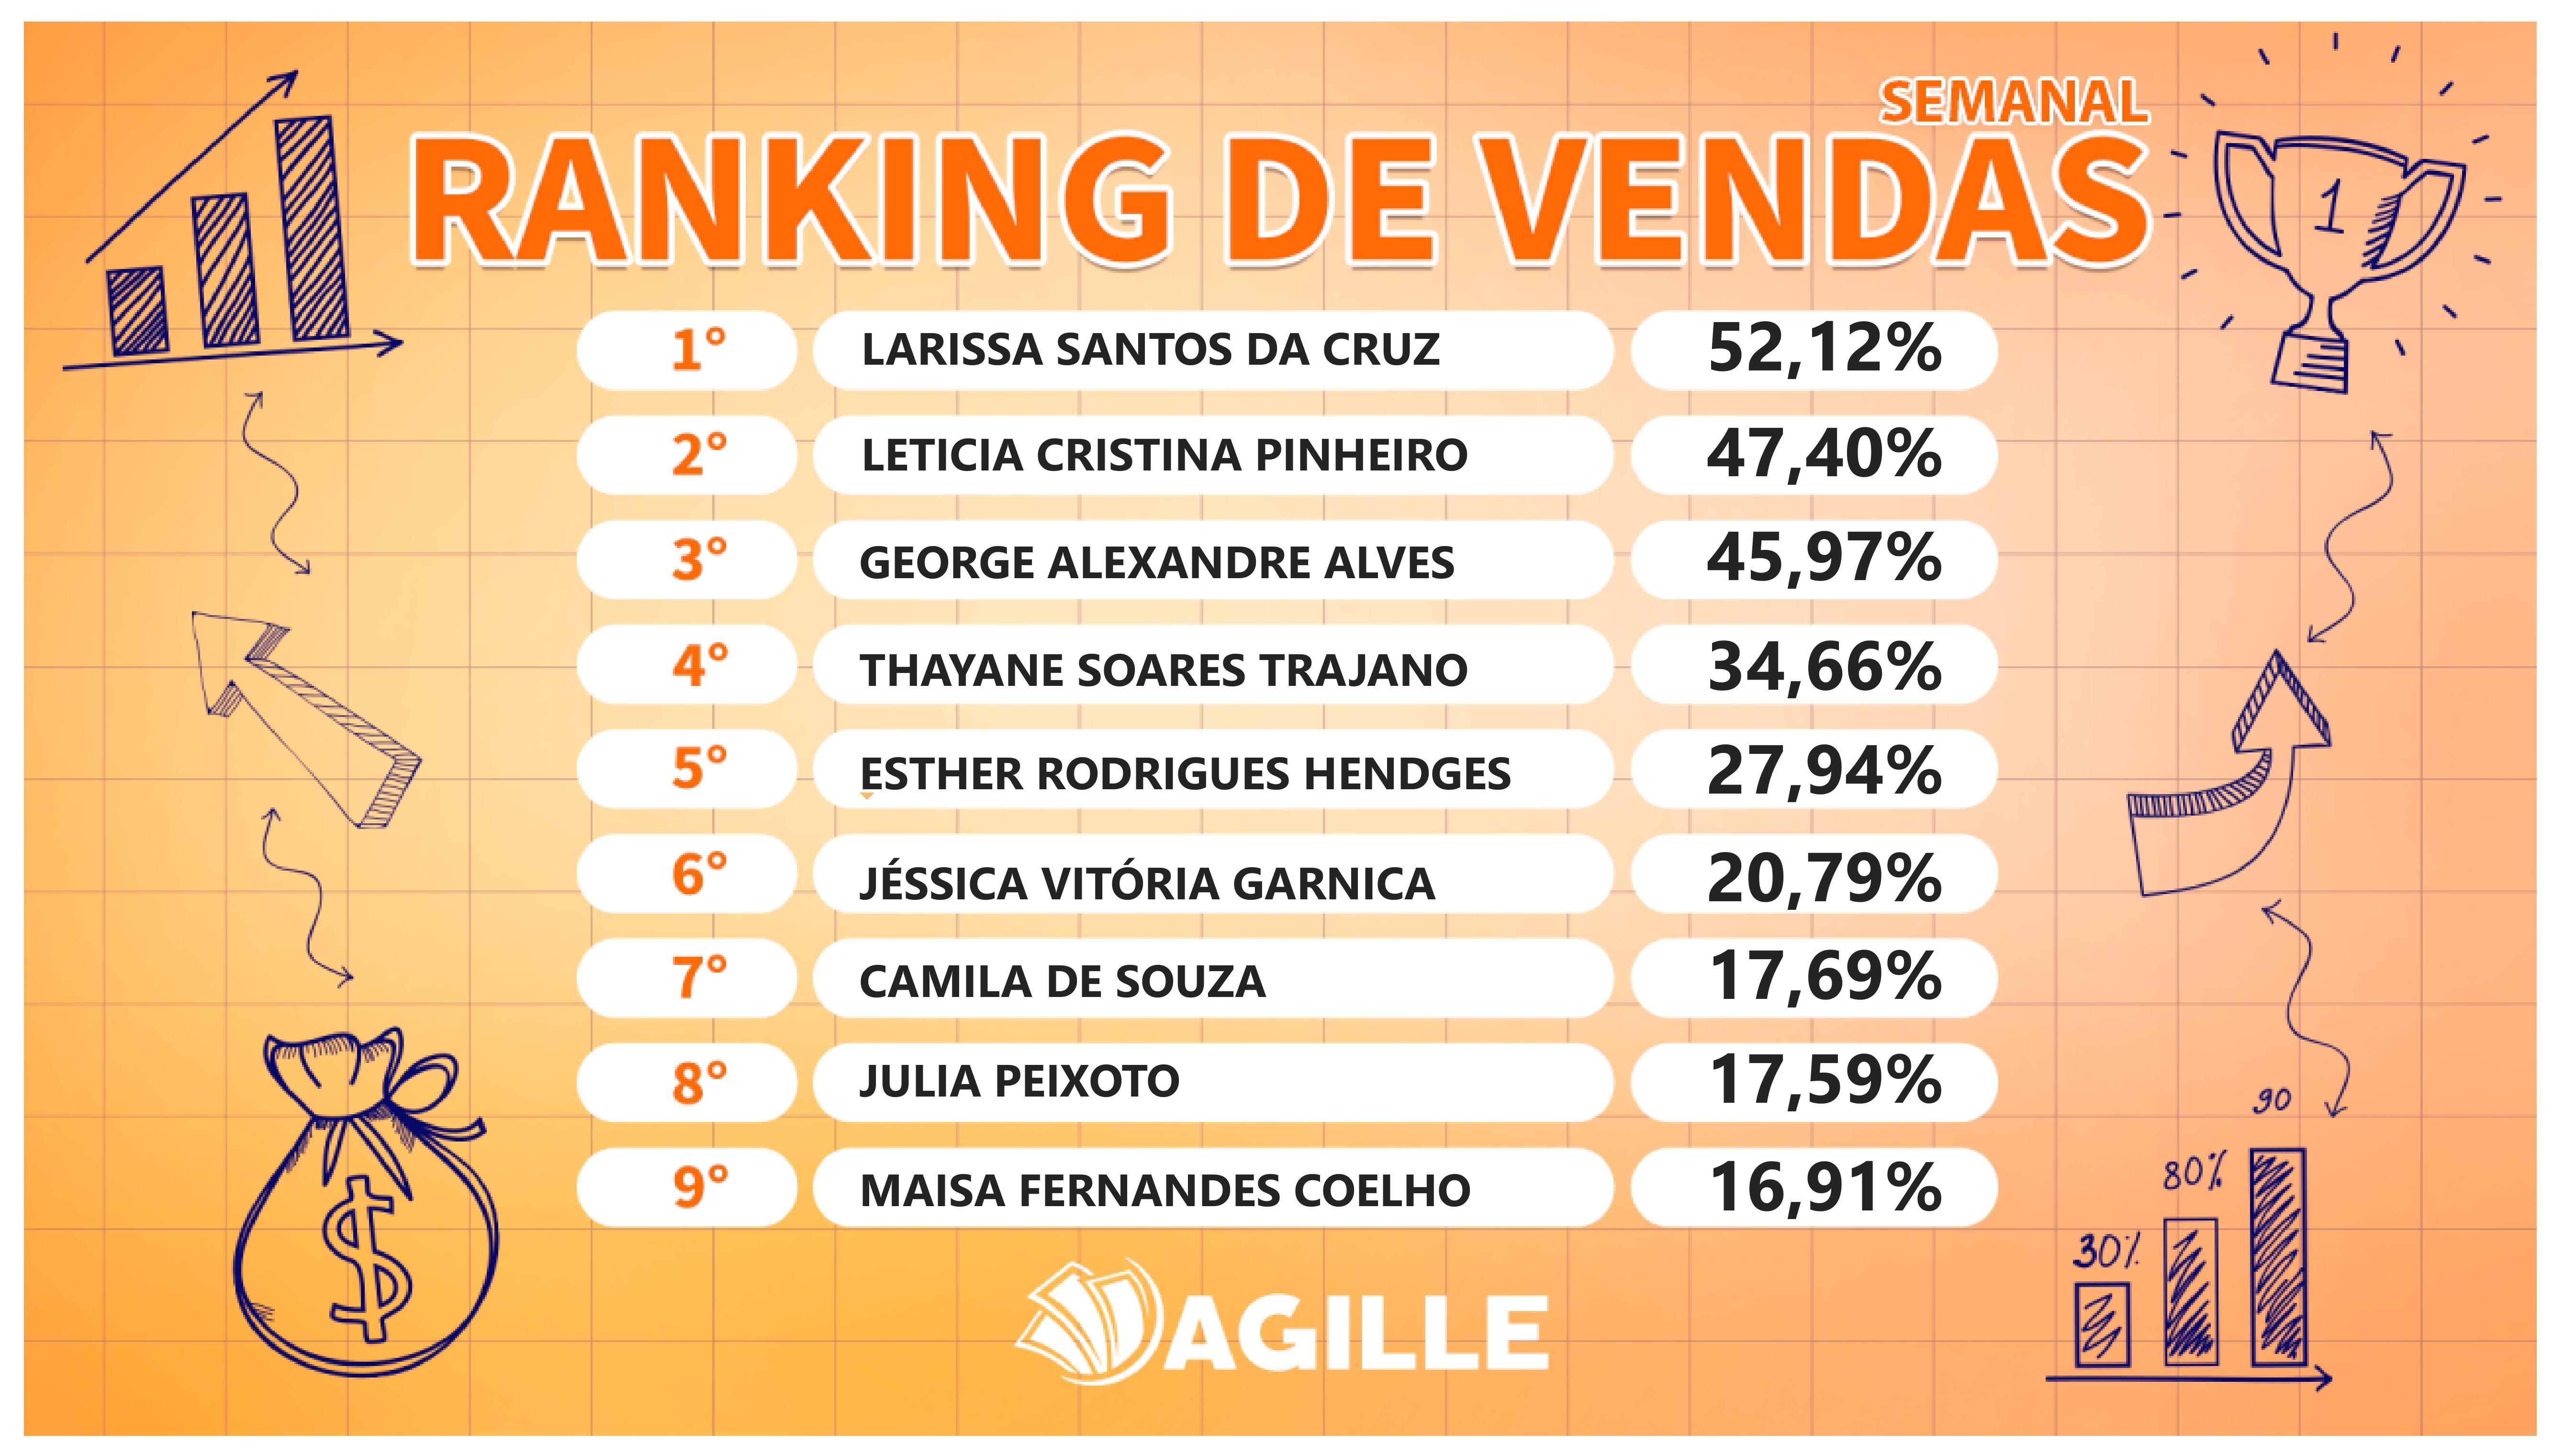 SEMANAL
RANKING DE VENDAS
1
1° LARISSA SANTOS DA CRUZ 52,12%
2° LETICIA CRISTINA PINHEIRO 47,40%
3° GEORGE ALEXANDRE ALVES 45,97%
4° THAYANE SOARES TRAJANO 34,66%
5° ESTHER RODRIGUES HENDGES 27,94%
6° JÉSSICA VITÓRIA GARNICA 20,79%
7° CAMILA DE SOUZA 17,69%
8° JULIA PEIXOTO 17,59%
9° MAISA FERNANDES COELHO 16,91%
90
80%
30%
$
AGILLE